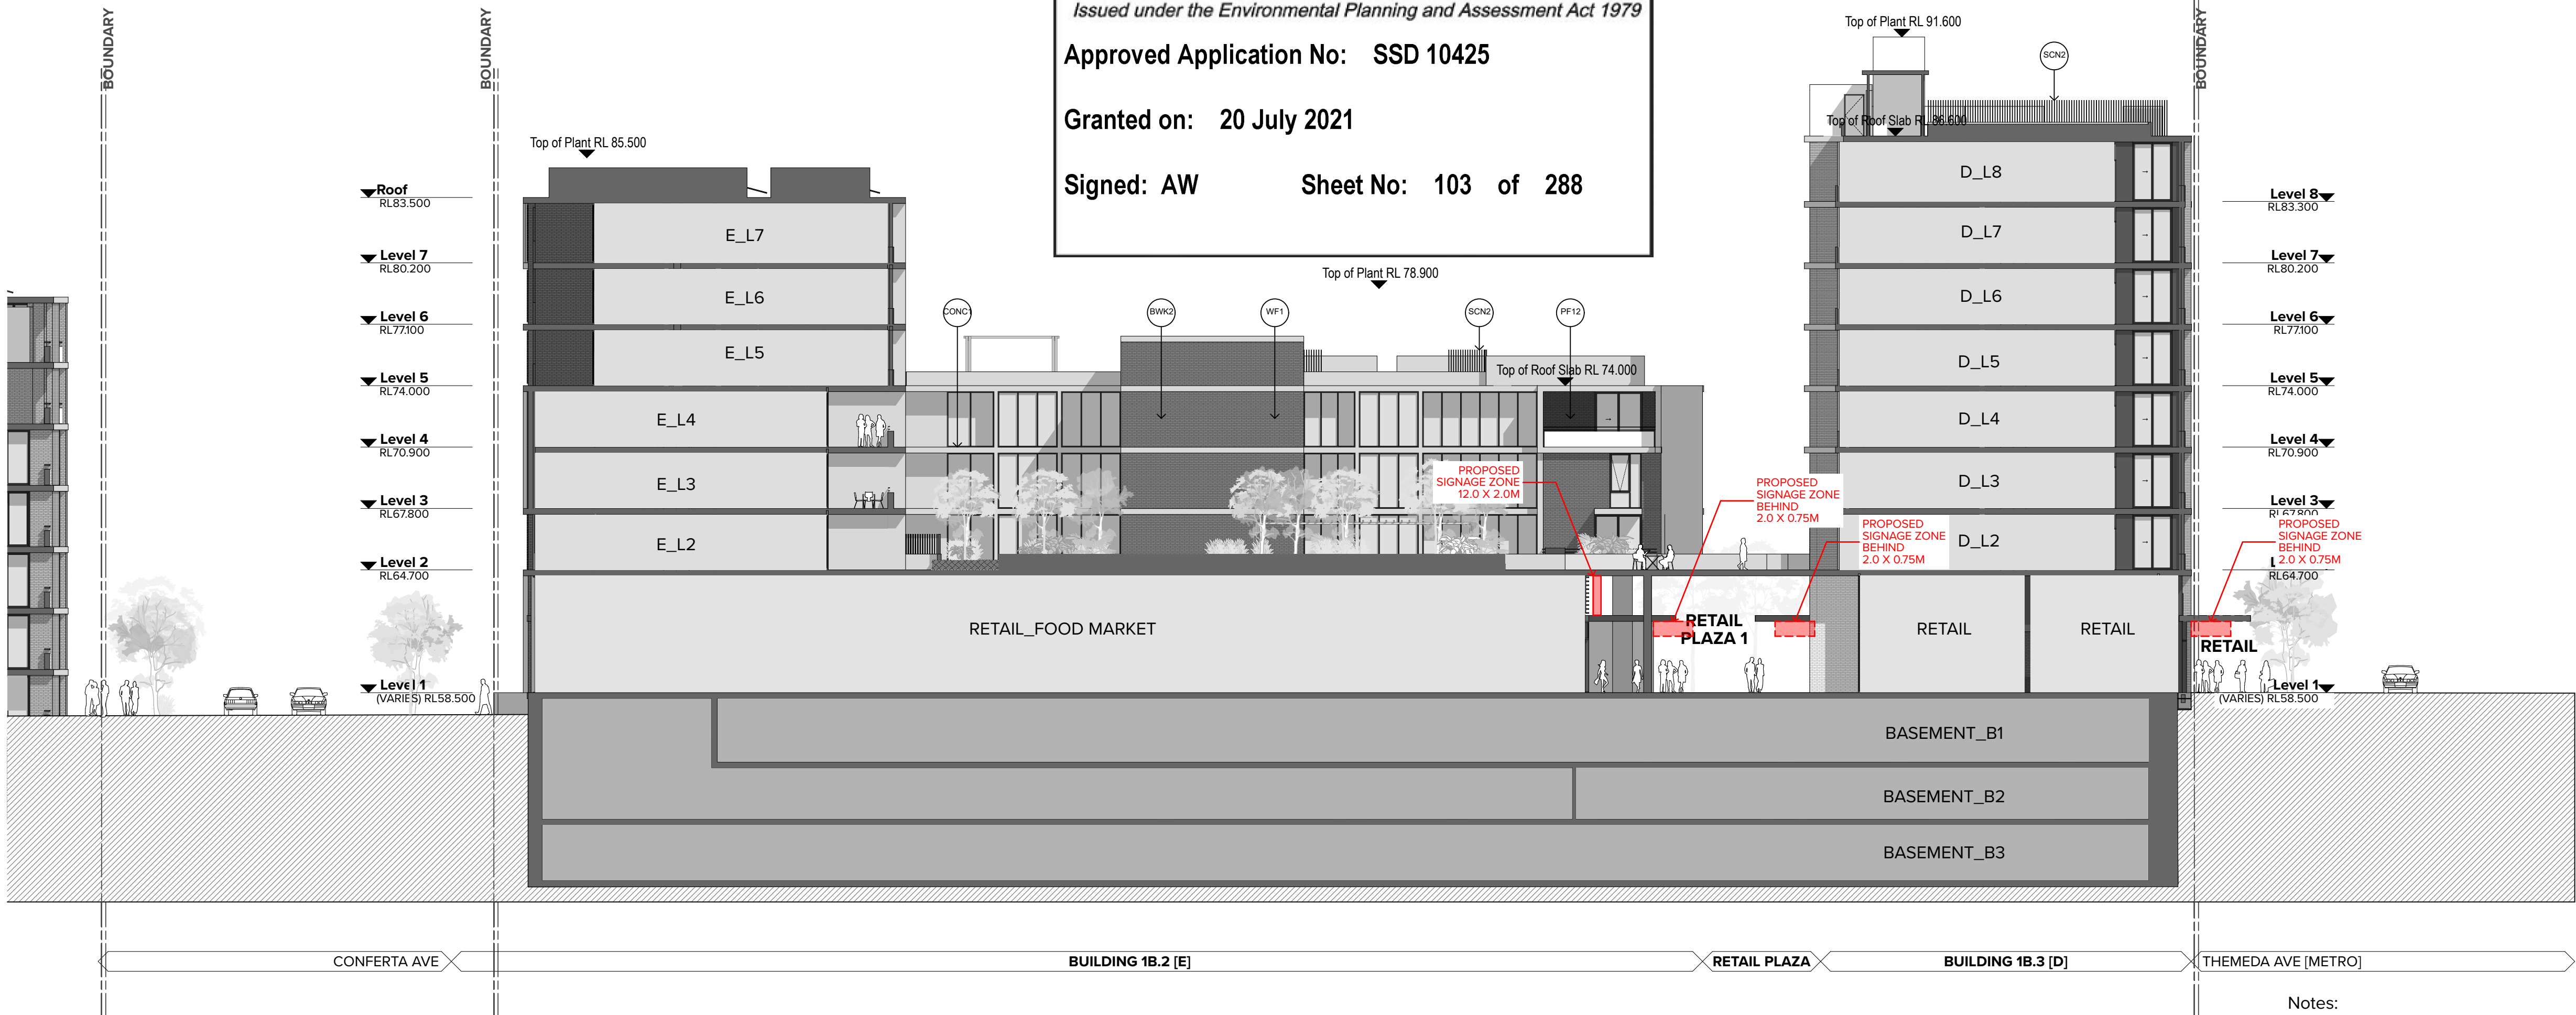 BOUNDARY
BOUNDARY
BOUNDARY
Issued under the Environmental Planning and Assessment Act 1979
Approved Application No: SSD 10425
Granted on: 20 July 2021
Signed: AW Sheet No: 103 of 288
Top of Plant RL 91.600
SCN2
Top of Roof Slab RL 86.600
Top of Plant RL 85.500
Top of Plant RL 78.900
Roof
RL83.500
Level 7
RL80.200
Level 6
RL77.100
Level 5
RL74.000
Level 4
RL70.900
Level 3
RL67.800
Level 2
RL64.700
Level 1
(VARIES) RL58.500
E_L7
E_L6
E_L5
E_L4
E_L3
E_L2
CONC1
BWK2
WF1
SCN2
PF12
Top of Roof Slab RL 74.000
PROPOSED
SIGNAGE ZONE
12.0 X 2.0M
PROPOSED
SIGNAGE ZONE
BEHIND
2.0 X 0.75M
PROPOSED
SIGNAGE ZONE
BEHIND
2.0 X 0.75M
D_L8
D_L7
D_L6
D_L5
D_L4
D_L3
D_L2
Level 8
RL83.300
Level 7
RL80.200
Level 6
RL77.100
Level 5
RL74.000
Level 4
RL70.900
Level 3
RL67.800
PROPOSED
SIGNAGE ZONE
BEHIND
2.0 X 0.75M
RL64.700
RETAIL_FOOD MARKET
RETAIL
PLAZA 1
RETAIL
RETAIL
RETAIL
Level 1
(VARIES) RL58.500
BASEMENT_B1
BASEMENT_B2
BASEMENT_B3
CONFERTA AVE
BUILDING 1B.2 [E]
RETAIL PLAZA
BUILDING 1B.3 [D]
THEMEDA AVE [METRO]
Notes: